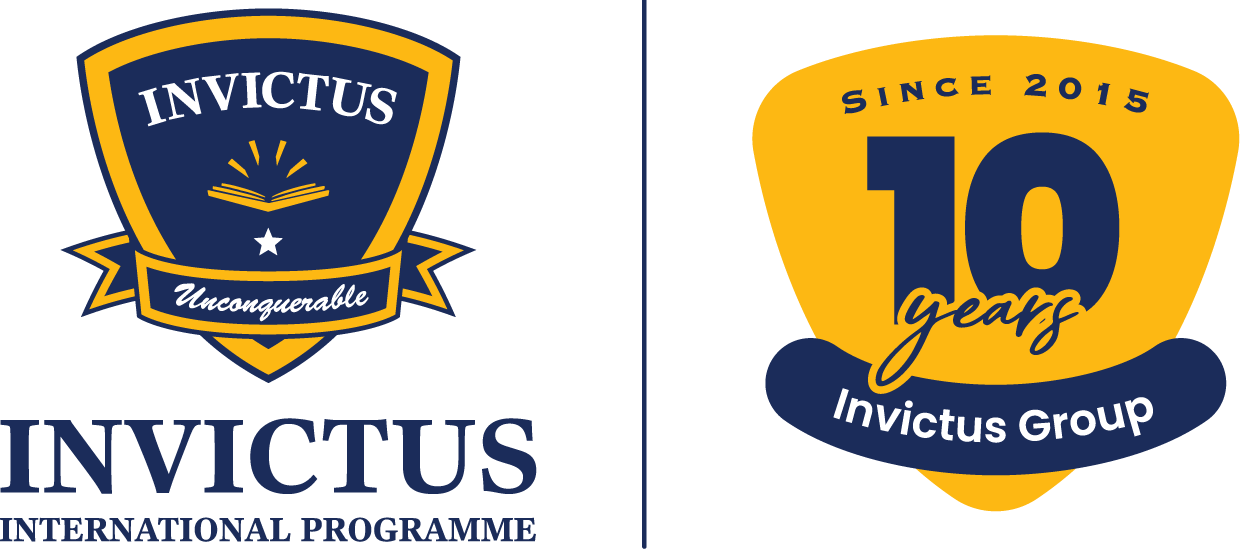 INVICTUS
Unconquerable
INVICTUS
INTERNATIONAL PROGRAMME
SINCE 2015
10
years
Invictus Group